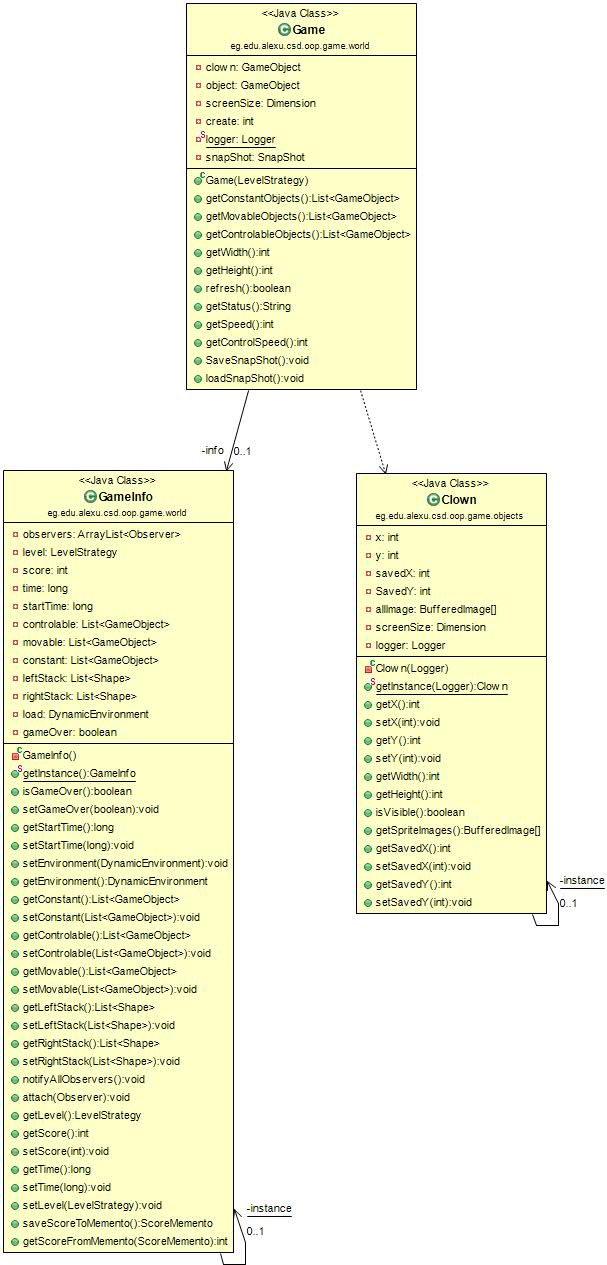 <<Java Class>>
Game
eg.edu.alexu.csd.oop.game.world
clown: GameObject
object: GameObject
screenSize: Dimension
create: int
logger: Logger
snapShot: SnapShot
Game(LevelStrategy)
getConstantObjects():List<GameObject>
getMovableObjects():List<GameObject>
getControlableObjects():List<GameObject>
getWidth():int
getHeight():int
refresh():boolean
getStatus():String
getSpeed():int
getControlSpeed():int
SaveSnapShot():void
loadSnapShot():void
-info 0..1
<<Java Class>>
GameInfo
eg.edu.alexu.csd.oop.game.world
observers: ArrayList<Observer>
level: LevelStrategy
score: int
time: long
startTime: long
controlable: List<GameObject>
movable: List<GameObject>
constant: List<GameObject>
leftStack: List<Shape>
rightStack: List<Shape>
load: DynamicEnvironment
gameOver: boolean
GameInfo()
getInstance():GameInfo
isGameOver():boolean
setGameOver(boolean):void
getStartTime():long
setStartTime(long):void
setEnvironment(DynamicEnvironment):void
getEnvironment():DynamicEnvironment
getConstant():List<GameObject>
setConstant(List<GameObject>):void
getControlable():List<GameObject>
setControlable(List<GameObject>):void
getMovable():List<GameObject>
setMovable(List<GameObject>):void
getLeftStack():List<Shape>
setLeftStack(List<Shape>):void
getRightStack():List<Shape>
setRightStack(List<Shape>):void
notifyAllObservers():void
attach(Observer):void
getLevel():LevelStrategy
getScore():int
setScore(int):void
getTime():long
setTime(long):void
setLevel(LevelStrategy):void
saveScoreToMemento():ScoreMemento
getScoreFromMemento(ScoreMemento):int
-instance
0..1
<<Java Class>>
Clown
eg.edu.alexu.csd.oop.game.objects
x: int
y: int
savedX: int
SavedY: int
allImage: BufferedImage[]
screenSize: Dimension
logger: Logger
Clown(Logger)
getInstance(Logger):Clown
getX():int
setX(int):void
getY():int
setY(int):void
getWidth():int
getHeight():int
isVisible():boolean
getSpriteImages():BufferedImage[]
getSavedX():int
setSavedX(int):void
getSavedY():int
setSavedY(int):void
-instance
0..1